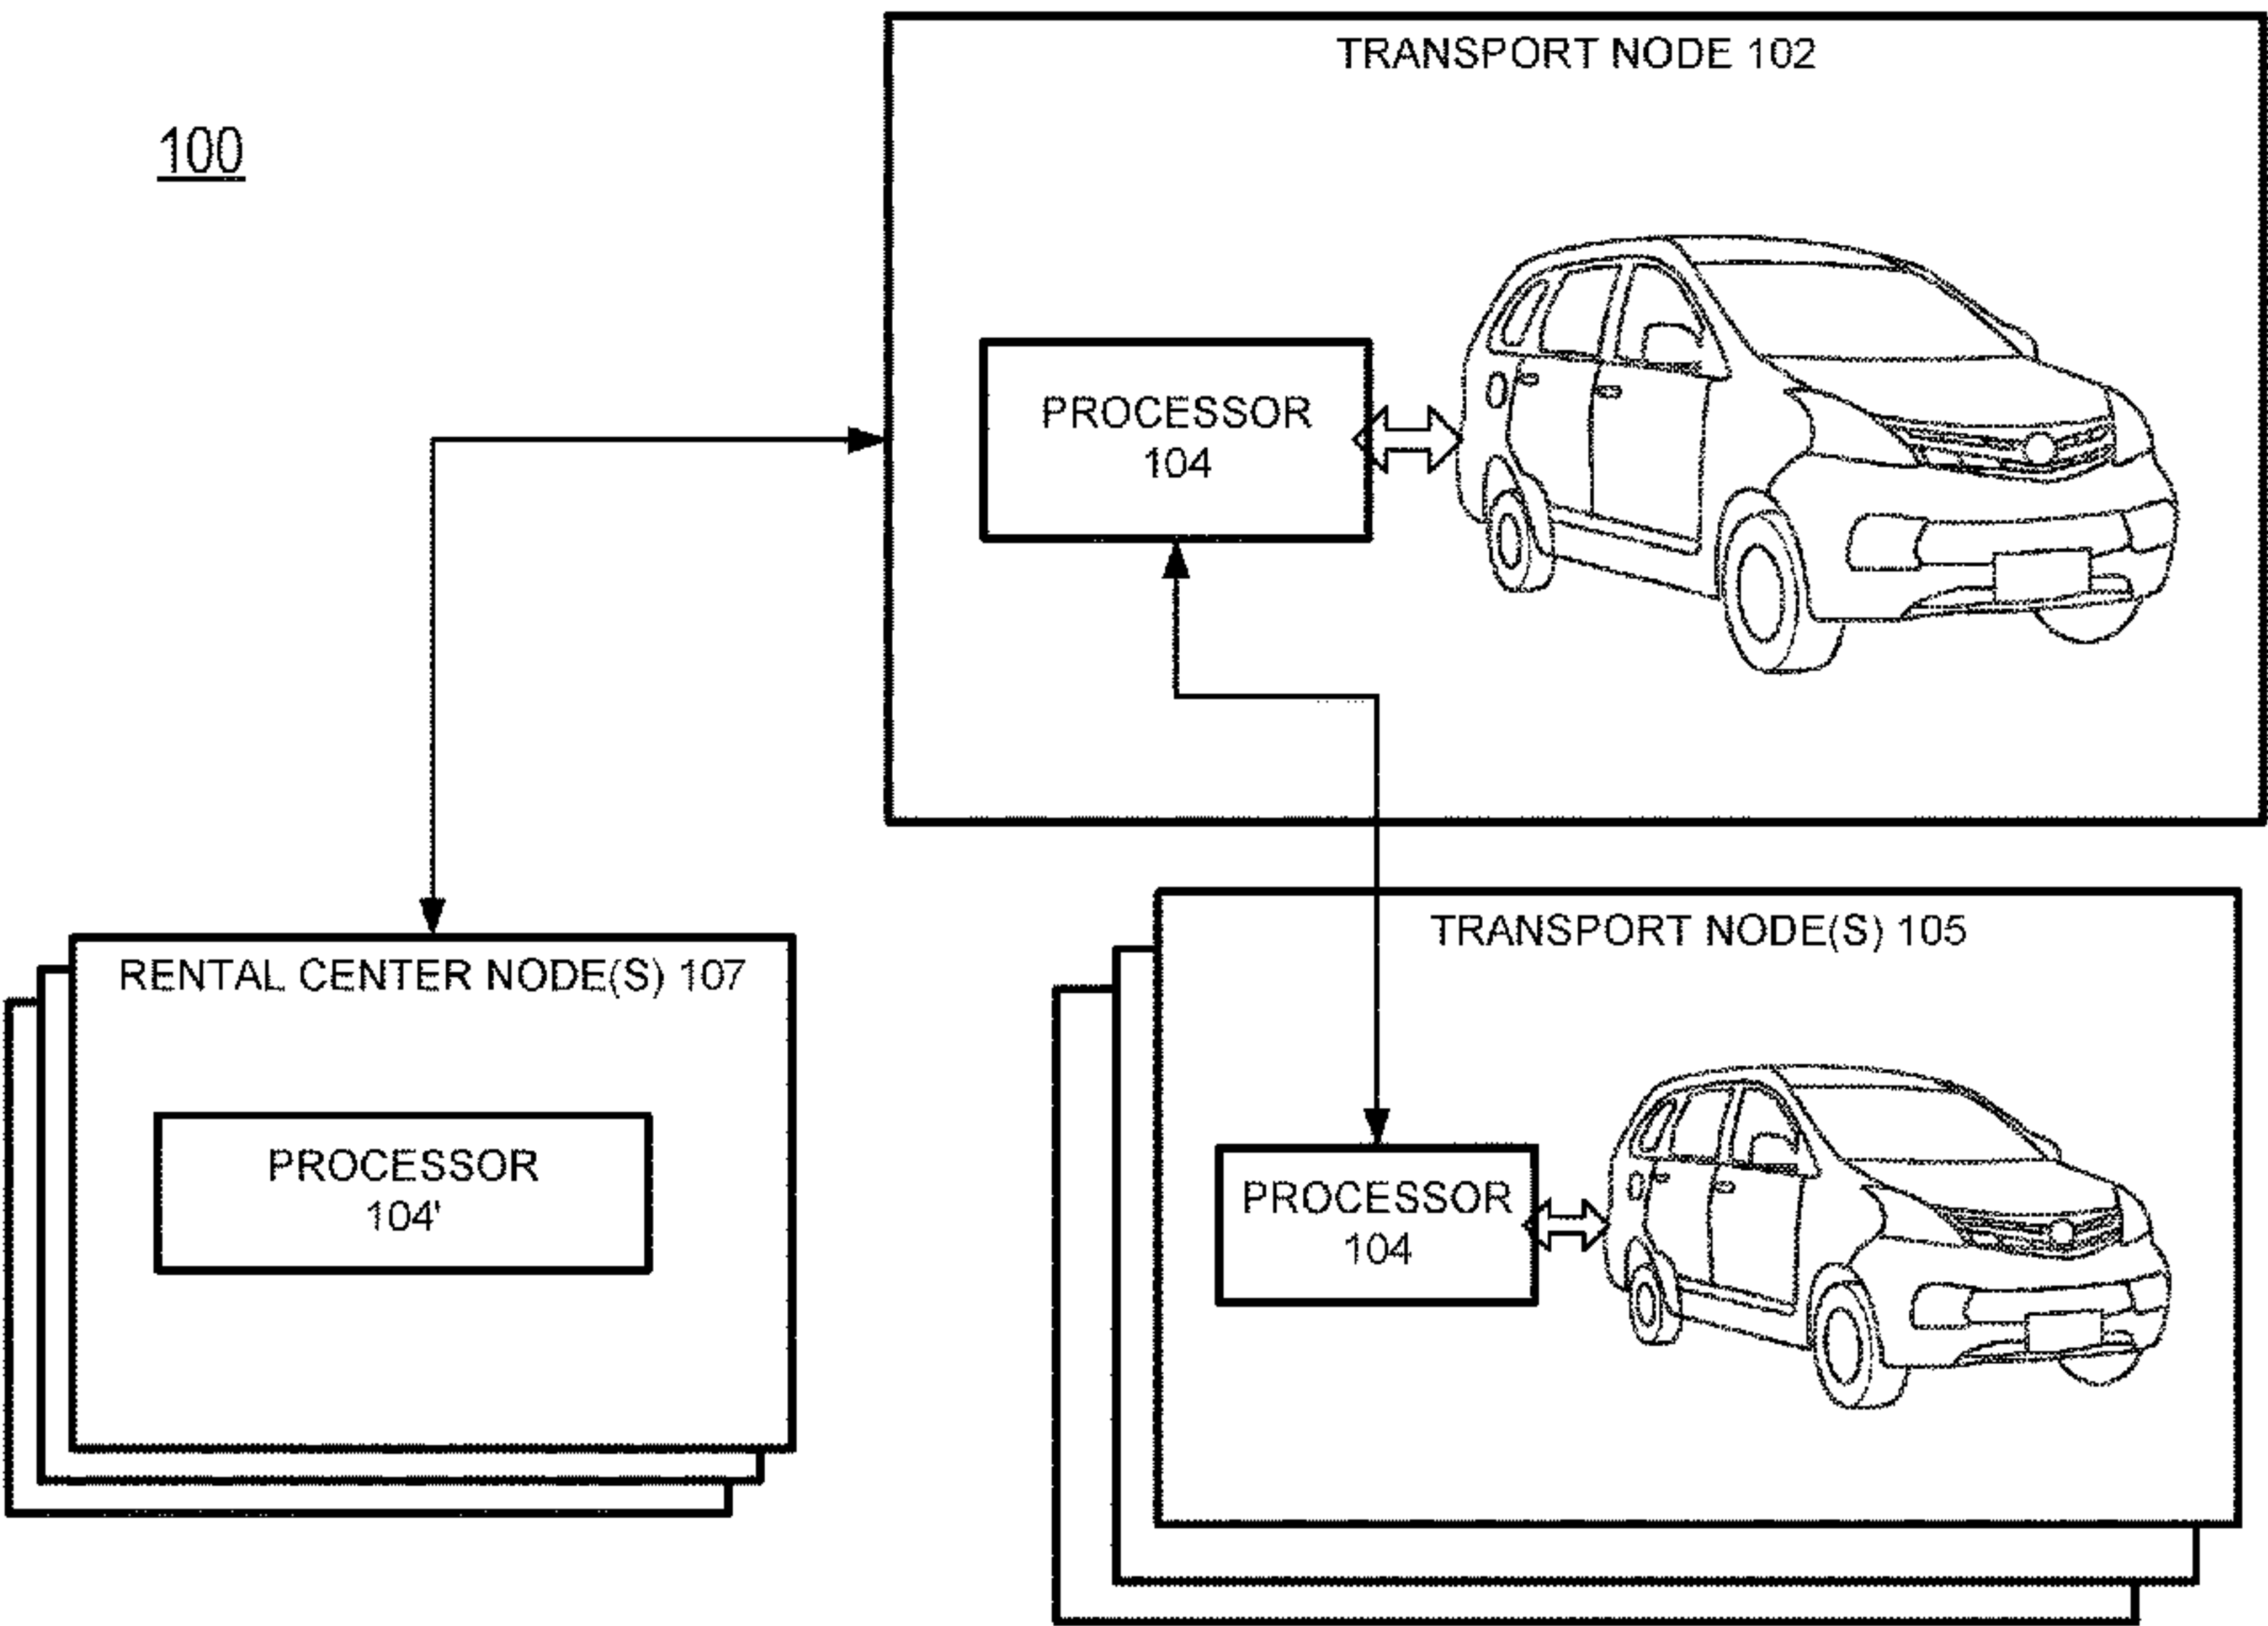 100
TRANSPORT NODE 102
PROCESSOR
104
RENTAL CENTER NODE(S) 107
PROCESSOR
104'
TRANSPORT NODE(S) 105
PROCESSOR
104